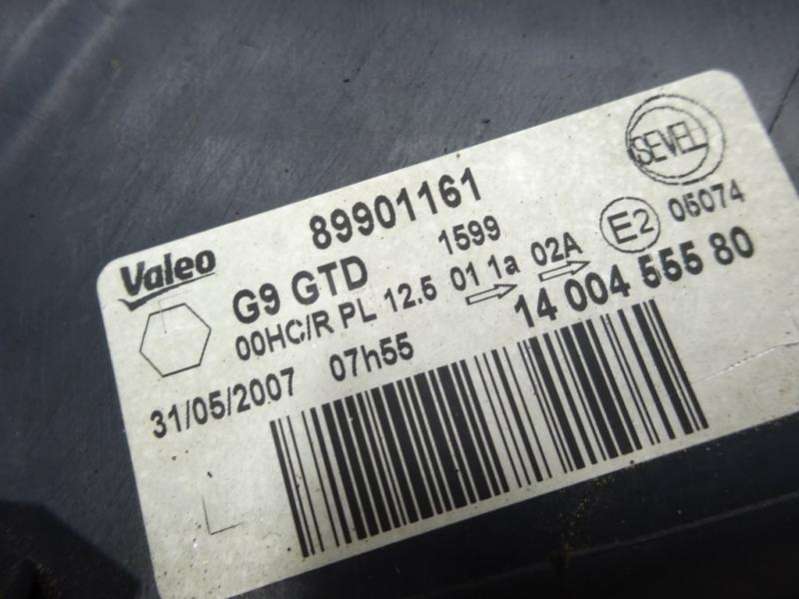 SEVEL
Valeo
89901161
G9 GTD
1599
E2
05074
00HC/R PL 12.5
01 1a
02A
14 004 555 80
31/05/2007
07h55
L